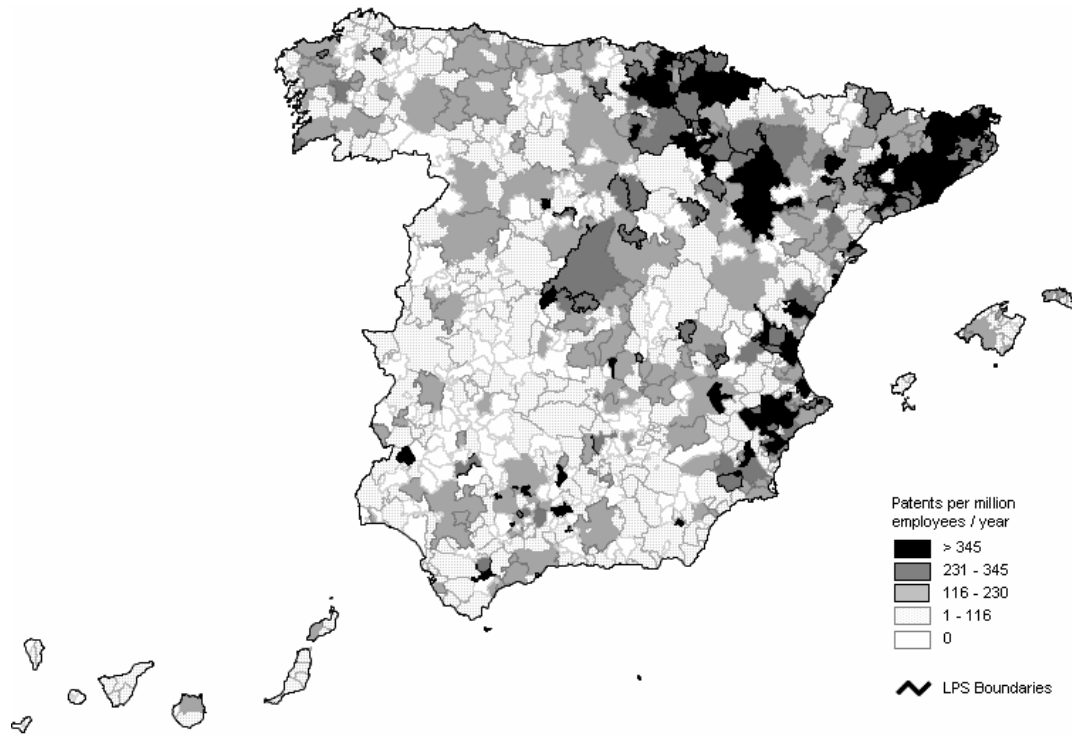 Patents per million
employees / year
> 345
231 - 345
116 - 230
1 - 116
0
LPS Boundaries